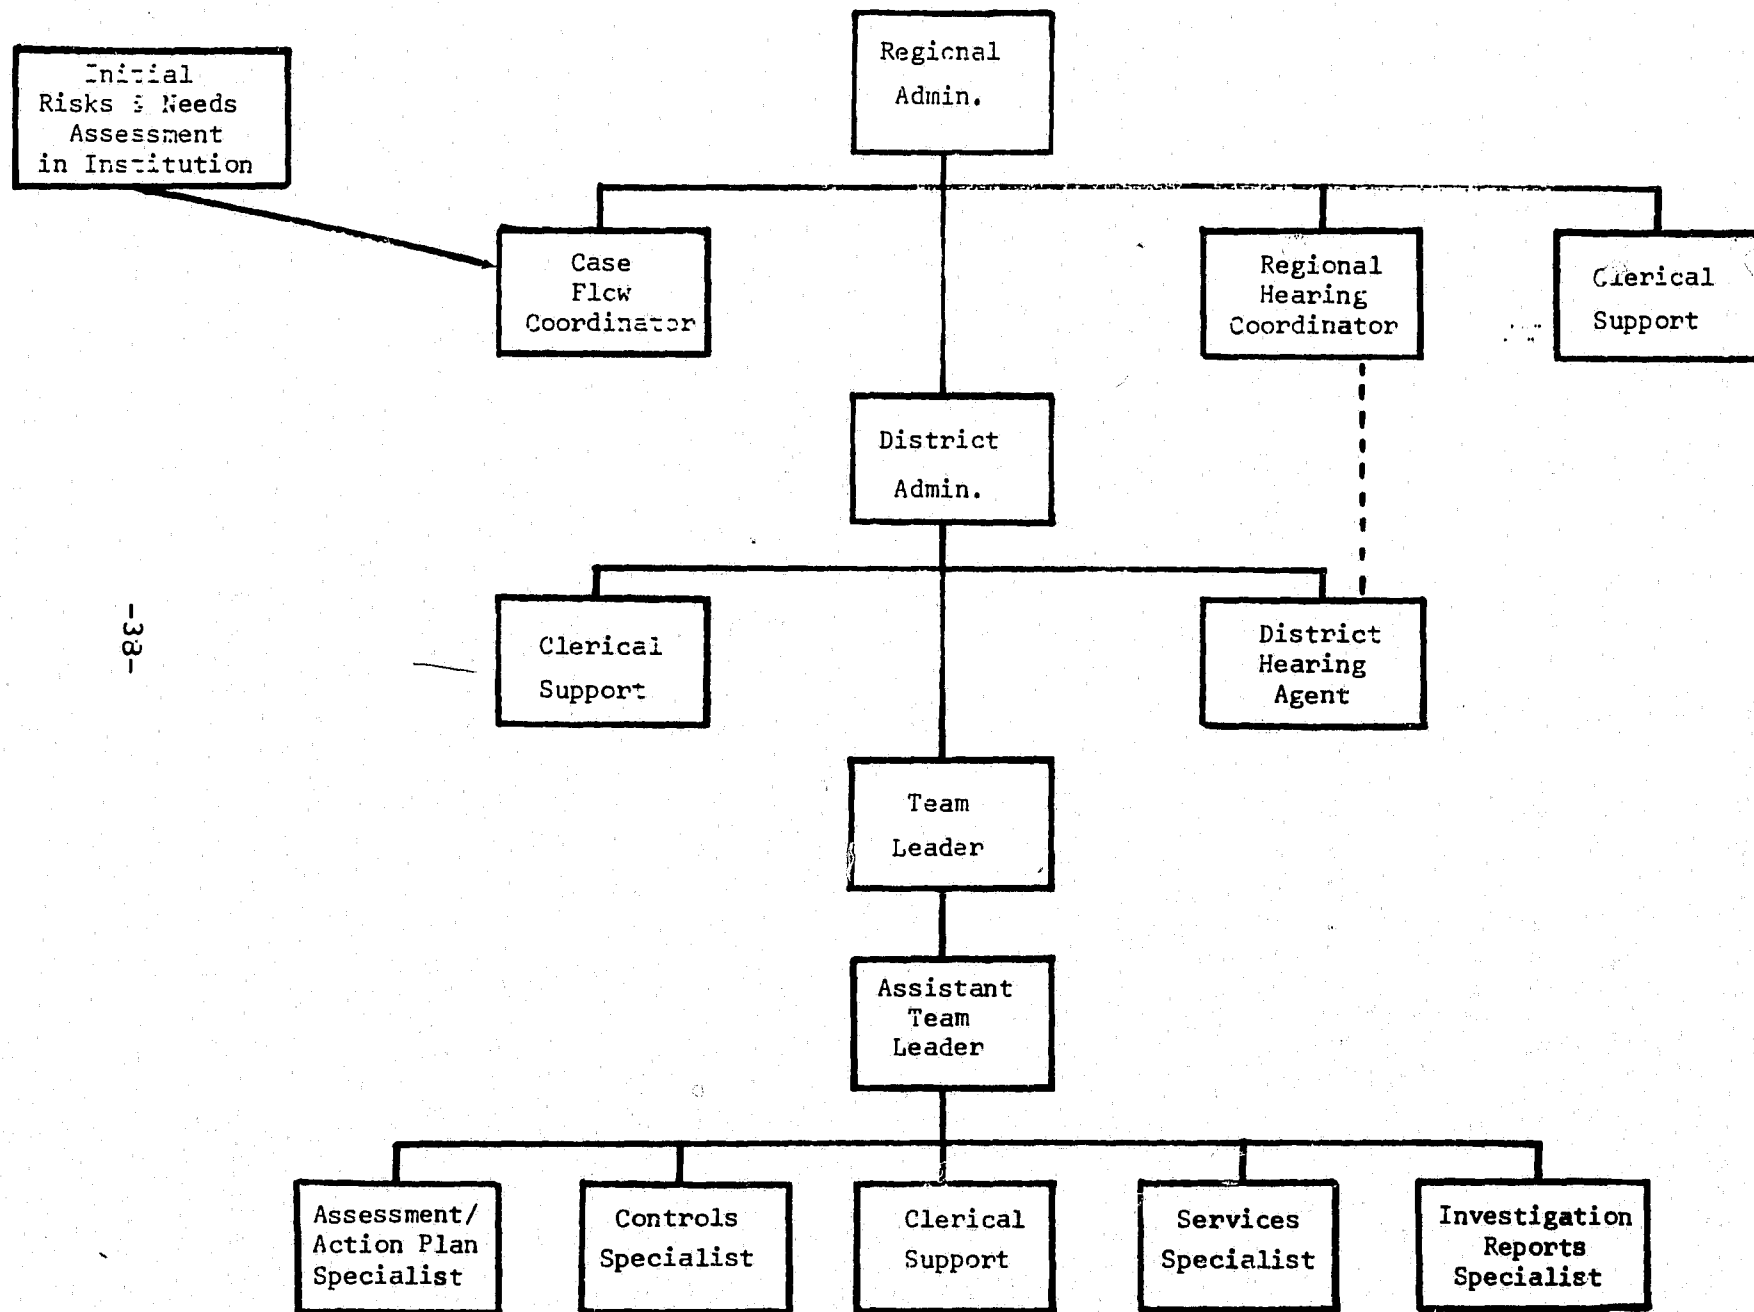 Regional
Admin.
Initial
Risks & Needs
Assessment
in Institution
Case
Flow
Coordinator
Regional
Hearing
Coordinator
Clerical
Support
District
Admin.
Clerical
Support
District
Hearing
Agent
-38-
Team
Leader
Assistant
Team
Leader
Assessment/
Action Plan
Specialist
Controls
Specialist
Clerical
Support
Services
Specialist
Investigation
Reports
Specialist